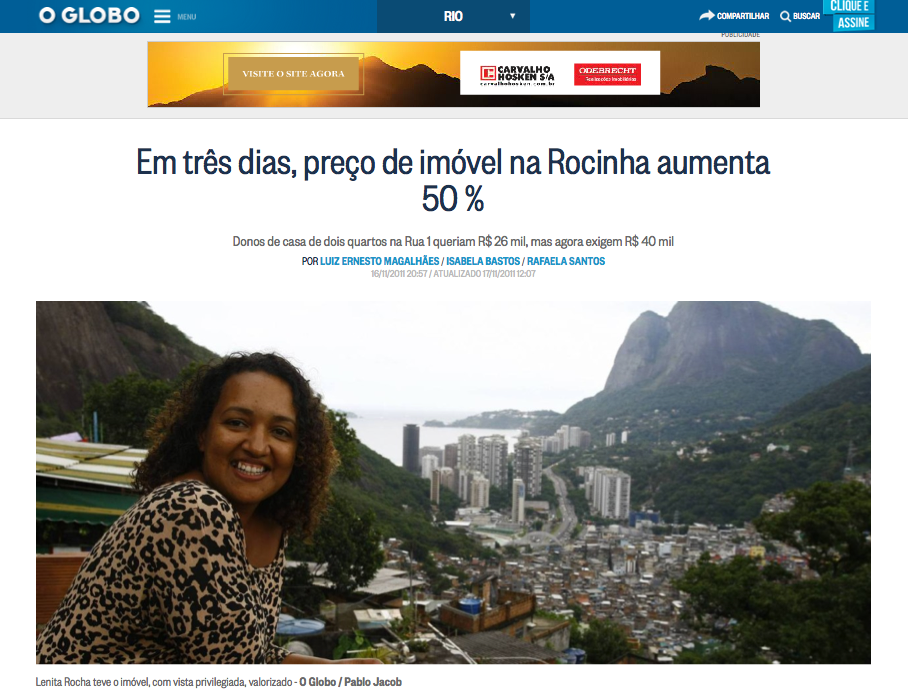 O GLOBO MENU RIO COMPARTILHAR BUSCAR CLIQUE E
ASSINE
PUBLICIDADE
VISITE O SITE AGORA
CARVALHO
HOSKEN S/A
carvalhohosken.com.br
ODEBRECHT
Realizações Imobiliárias
Em três dias, preço de imóvel na Rocinha aumenta
50 %
Donos de casa de dois quartos na Rua 1 queriam R$ 26 mil, mas agora exigem R$ 40 mil
POR LUIZ ERNESTO MAGALHÃES / ISABELA BASTOS / RAFAELA SANTOS
16/11/2011 20:57 / ATUALIZADO 17/11/2011 12:07
Lenita Rocha teve o imóvel, com vista privilegiada, valorizado - O Globo / Pablo Jacob